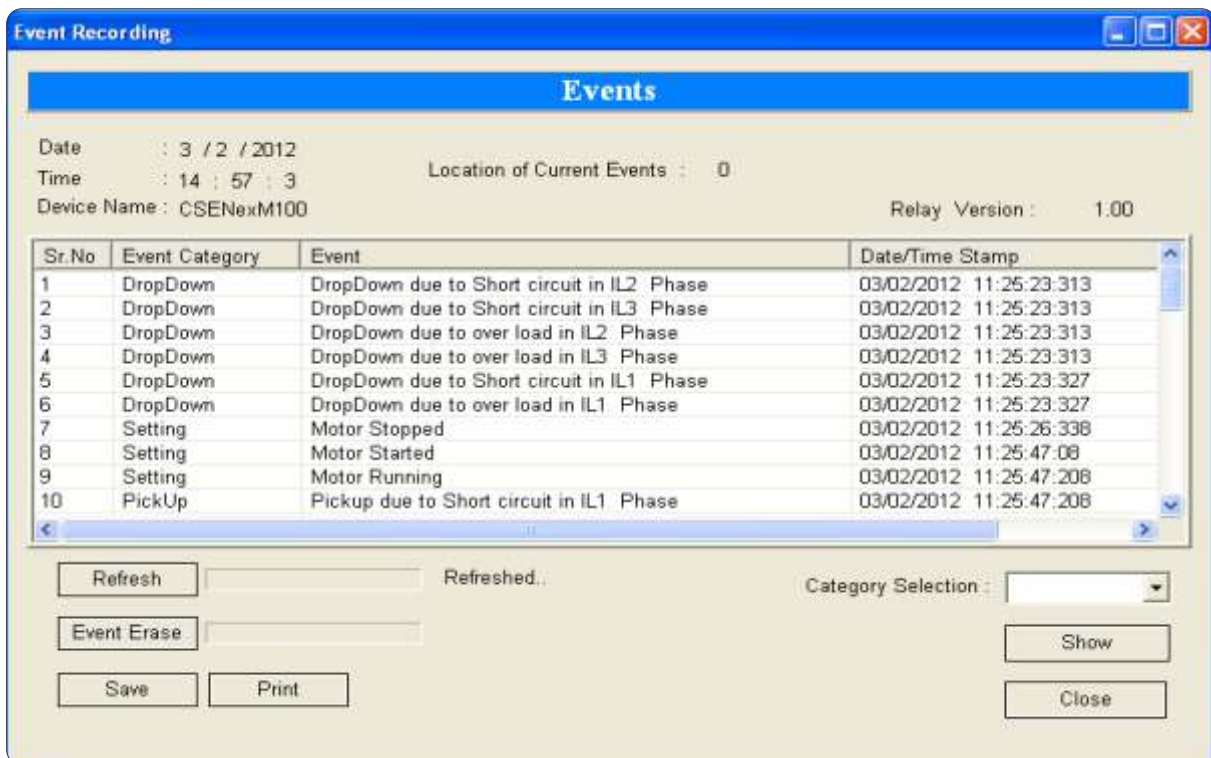 Event Recording
Events
Date : 3 / 2 / 2012
Time : 14 : 57 : 3
Location of Current Events : 0
Device Name : CSENexM100
Relay Version : 1.00
Sr.No Event Category Event Date/Time Stamp
1 DropDown DropDown due to Short circuit in IL2 Phase 03/02/2012 11:25:23:313
2 DropDown DropDown due to Short circuit in IL3 Phase 03/02/2012 11:25:23:313
3 DropDown DropDown due to over load in IL2 Phase 03/02/2012 11:25:23:313
4 DropDown DropDown due to over load in IL3 Phase 03/02/2012 11:25:23:313
5 DropDown DropDown due to Short circuit in IL1 Phase 03/02/2012 11:25:23:327
6 DropDown DropDown due to over load in IL1 Phase 03/02/2012 11:25:23:327
7 Setting Motor Stopped 03/02/2012 11:25:26:338
8 Setting Motor Started 03/02/2012 11:25:47:08
9 Setting Motor Running 03/02/2012 11:25:47:208
10 PickUp Pickup due to Short circuit in IL1 Phase 03/02/2012 11:25:47:208
Refresh Refreshed..
Category Selection :
Event Erase
Show
Save Print
Close